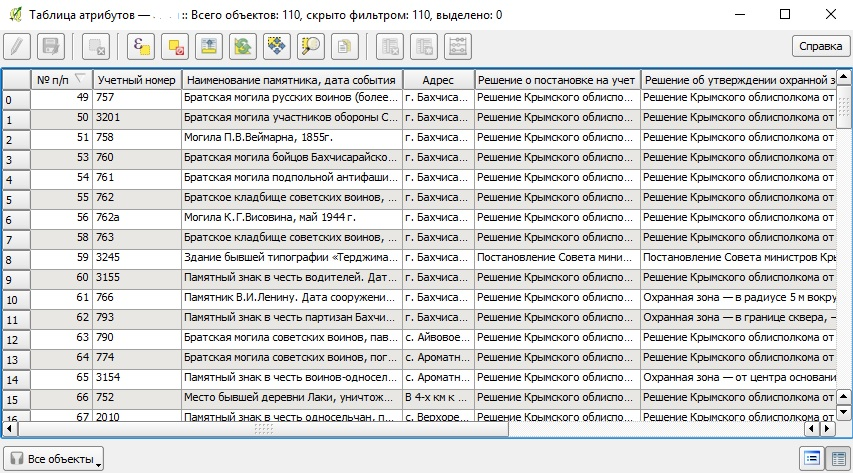 Таблица атрибутов — :: Всего объектов: 110, скрыто фильтром: 110, выделено: 0
Справка
№ п/п Учетный номер Наименование памятника, дата события Адрес Решение о постановке на учет Решение об утверждении охранной з
0 49 757 Братская могила русских воинов (более... г. Бахчиса... Решение Крымского облиспо... Решение Крымского облисполкома от
1 50 3201 Братская могила участников обороны С... г. Бахчиса... Решение Крымского облиспо... Решение Крымского облисполкома от
2 51 758 Могила П.В.Веймарна, 1855г. г. Бахчиса... Решение Крымского облиспо... Решение Крымского облисполкома от
3 53 760 Братская могила бойцов Бахчисарайско... г. Бахчиса... Решение Крымского облиспо... Решение Крымского облисполкома от
4 54 761 Братская могила подпольной антифаши... г. Бахчиса... Решение Крымского облиспо... Решение Крымского облисполкома от
5 55 762 Братское кладбище советских воинов, ... г. Бахчиса... Решение Крымского облиспо... Решение Крымского облисполкома от
6 56 762а Могила К.Г.Висовина, май 1944 г. г. Бахчиса... Решение Крымского облиспо... Решение Крымского облисполкома от
7 58 763 Братское кладбище советских воинов, ... г. Бахчиса... Решение Крымского облиспо... Решение Крымского облисполкома от
8 59 3245 Здание бывшей типографии «Терджима... г. Бахчиса... Постановление Совета мини... Постановление Совета министров Кры
9 60 3155 Памятный знак в честь водителей. Дат... г. Бахчиса... Решение Крымского облиспо... Решение Крымского облисполкома от
10 61 766 Памятник В.И.Ленину. Дата сооружени... г. Бахчиса... Решение Крымского облиспо... Охранная зона — в радиусе 5 м вокру
11 62 793 Памятный знак в честь партизан Бахчи... г. Бахчиса... Решение Крымского облиспо... Охранная зона — в границе сквера, —
12 63 790 Братская могила советских воинов, пав... с. Айвовое... Решение Крымского облиспо... Решение Крымского облисполкома от
13 64 774 Братская могила советских воинов, пог... с. Ароматн... Решение Крымского облиспо... Решение Крымского облисполкома от
14 65 3154 Памятный знак в честь воинов-односел... с. Ароматн... Решение Крымского облиспо... Охранная зона — от центра основани
15 66 752 Место бывшей деревни Лаки, уничтож... В 4-х км к ... Решение Крымского облиспо... Решение Крымского облисполкома от
16 67 2010 Памятный знак в честь односельчан, п... с. Верхоре... Решение Крымского облиспо... Решение Крымского облисполкома от
Все объекты